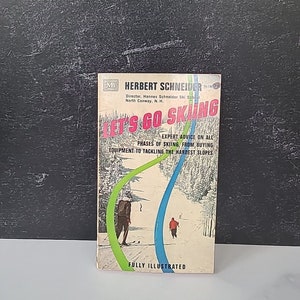 HERBERT SCHNEIDER
Director, Hannes Schneider Ski School
North Conway, N. H.
LET'S GO SKIING
EXPERT ADVICE ON ALL
PHASES OF SKIING, FROM BUYING
EQUIPMENT TO TACKLING THE HARDEST SLOPES
FULLY ILLUSTRATED